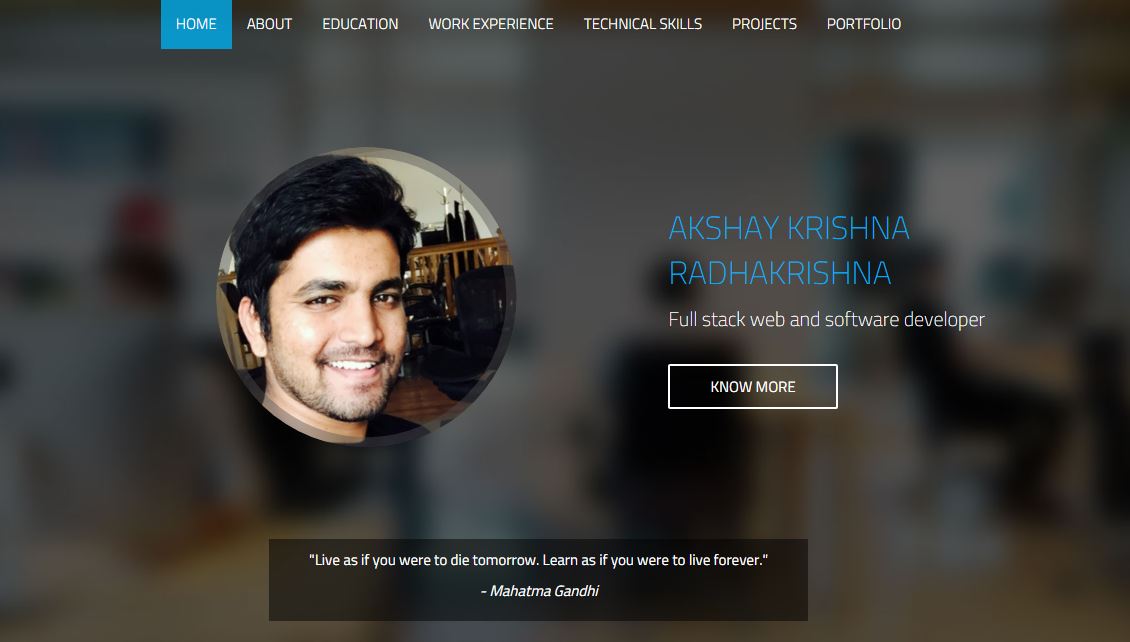 HOME ABOUT EDUCATION WORK EXPERIENCE TECHNICAL SKILLS PROJECTS PORTFOLIO
AKSHAY KRISHNA
RADHAKRISHNA
Full stack web and software developer
KNOW MORE
"Live as if you were to die tomorrow. Learn as if you were to live forever."
- Mahatma Gandhi